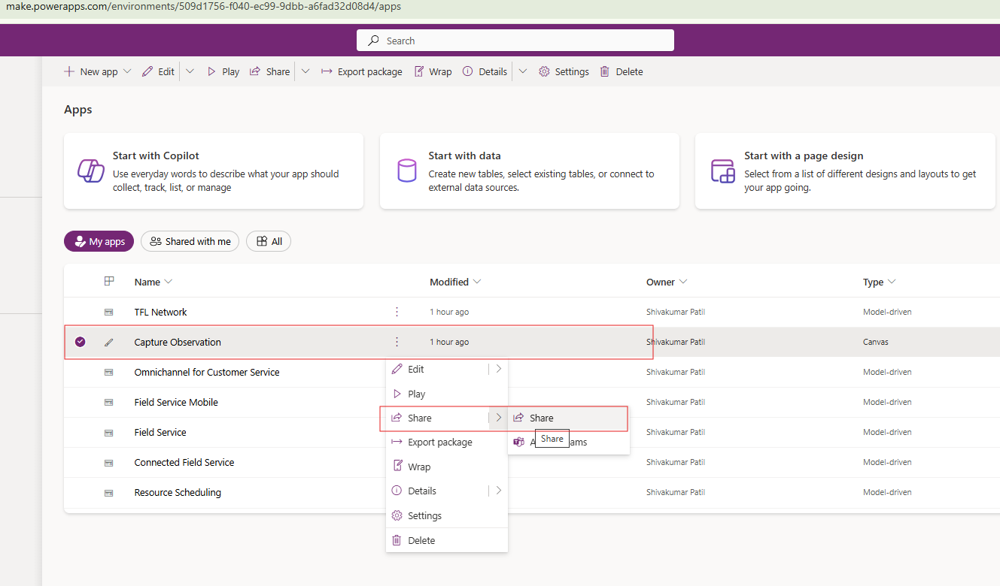 make.powerapps.com/environments/509d1756-f040-ec99-9dbb-a6fad32d08d4/apps
Search
New app Edit Play Share Export package Wrap Details Settings Delete
Apps
Start with Copilot
Use everyday words to describe what your app should
collect, track, list, or manage
Start with data
Create new tables, select existing tables, or connect to
external data sources.
Start with a page design
Select from a list of different designs and layouts to get
your app going.
My apps Shared with me All
Name Modified Owner Type
TFL Network 1 hour ago Shivakumar Patil Model-driven
Capture Observation 1 hour ago Shivakumar Patil Canvas
Omnichannel for Customer Service Shivakumar Patil Model-driven
Field Service Mobile Shivakumar Patil Model-driven
Field Service Shivakumar Patil Model-driven
Connected Field Service Shivakumar Patil Model-driven
Resource Scheduling Shivakumar Patil Model-driven
Edit
Play
Share
Export package
Wrap
Details
Settings
Delete
Share
Share